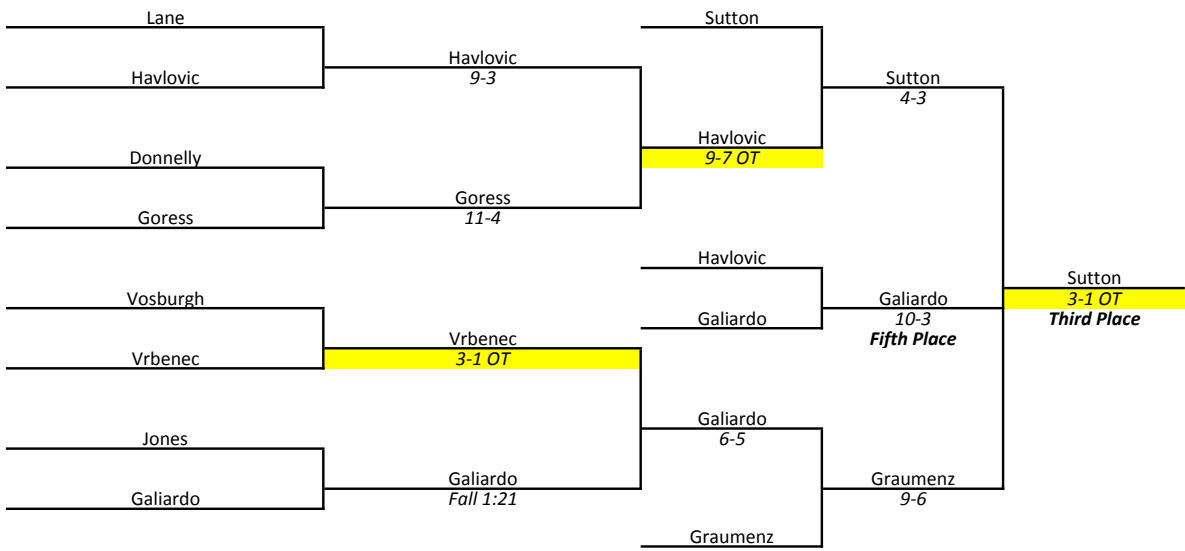 Lane
Sutton
Havlovic
9-3
Havlovic
Sutton
4-3
Donnelly
Havlovic
9-7 OT
Goress
11-4
Goress
Havlovic
Vosburgh
Galiardo
10-3
Fifth Place
Sutton
3-1 OT
Third Place
Galiardo
Vrbenec
3-1 OT
Vrbenec
Jones
Galiardo
6-5
Galiardo
Fall 1:21
Graumenz
9-6
Galiardo
Graumenz